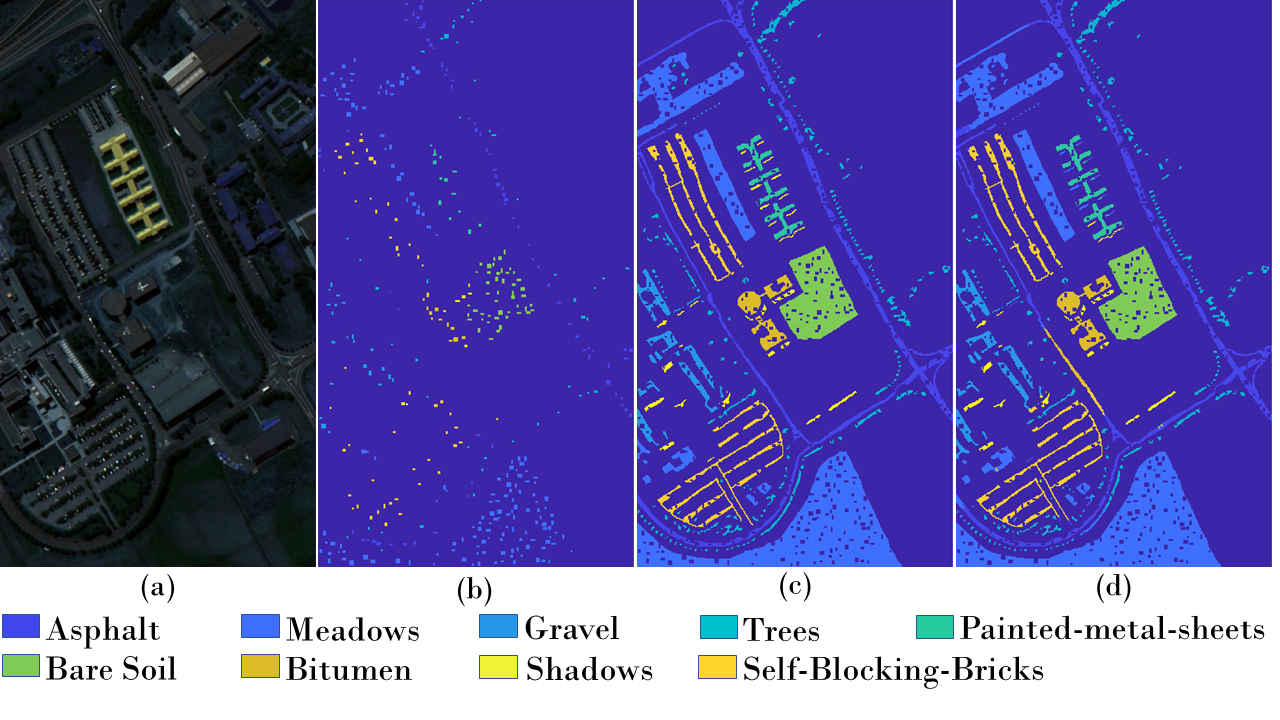 (a) (b) (c) (d)
Asphalt Meadows Gravel Trees Painted-metal-sheets
Bare Soil Bitumen Shadows Self-Blocking-Bricks